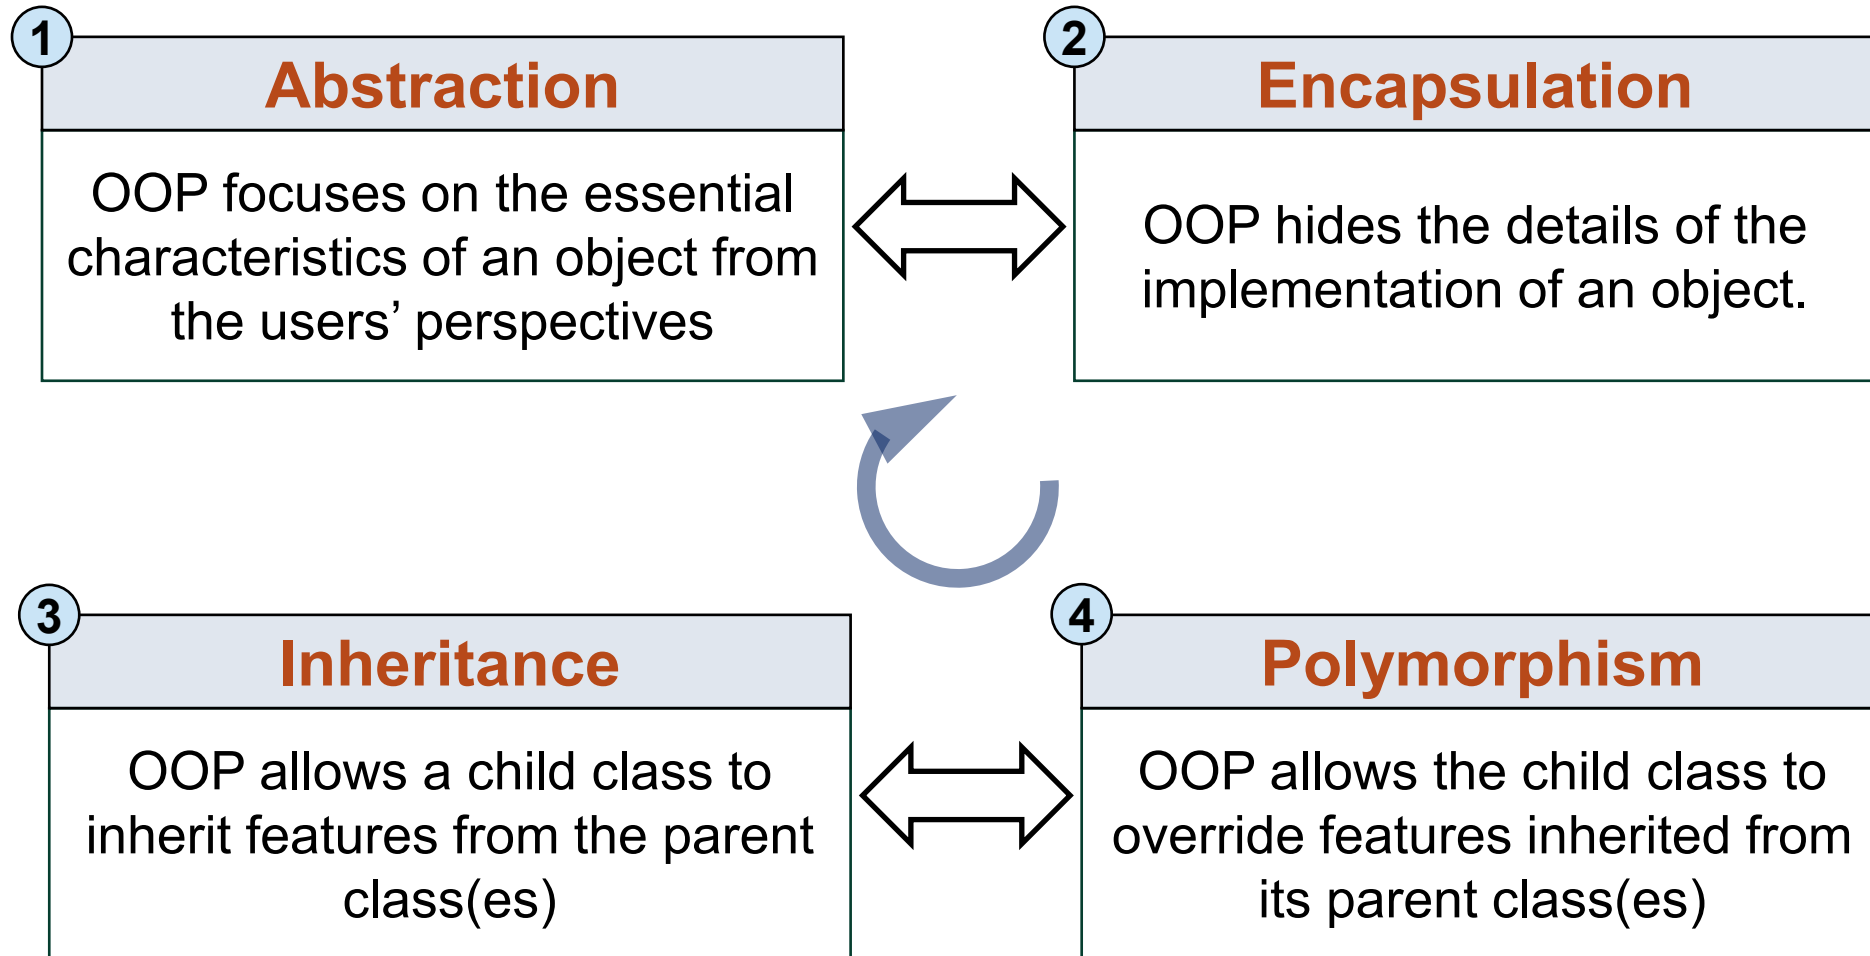 1
Abstraction
OOP focuses on the essential
characteristics of an object from
the users’ perspectives
2
Encapsulation
OOP hides the details of the
implementation of an object.
3
Inheritance
OOP allows a child class to
inherit features from the parent
class(es)
4
Polymorphism
OOP allows the child class to
override features inherited from
its parent class(es)